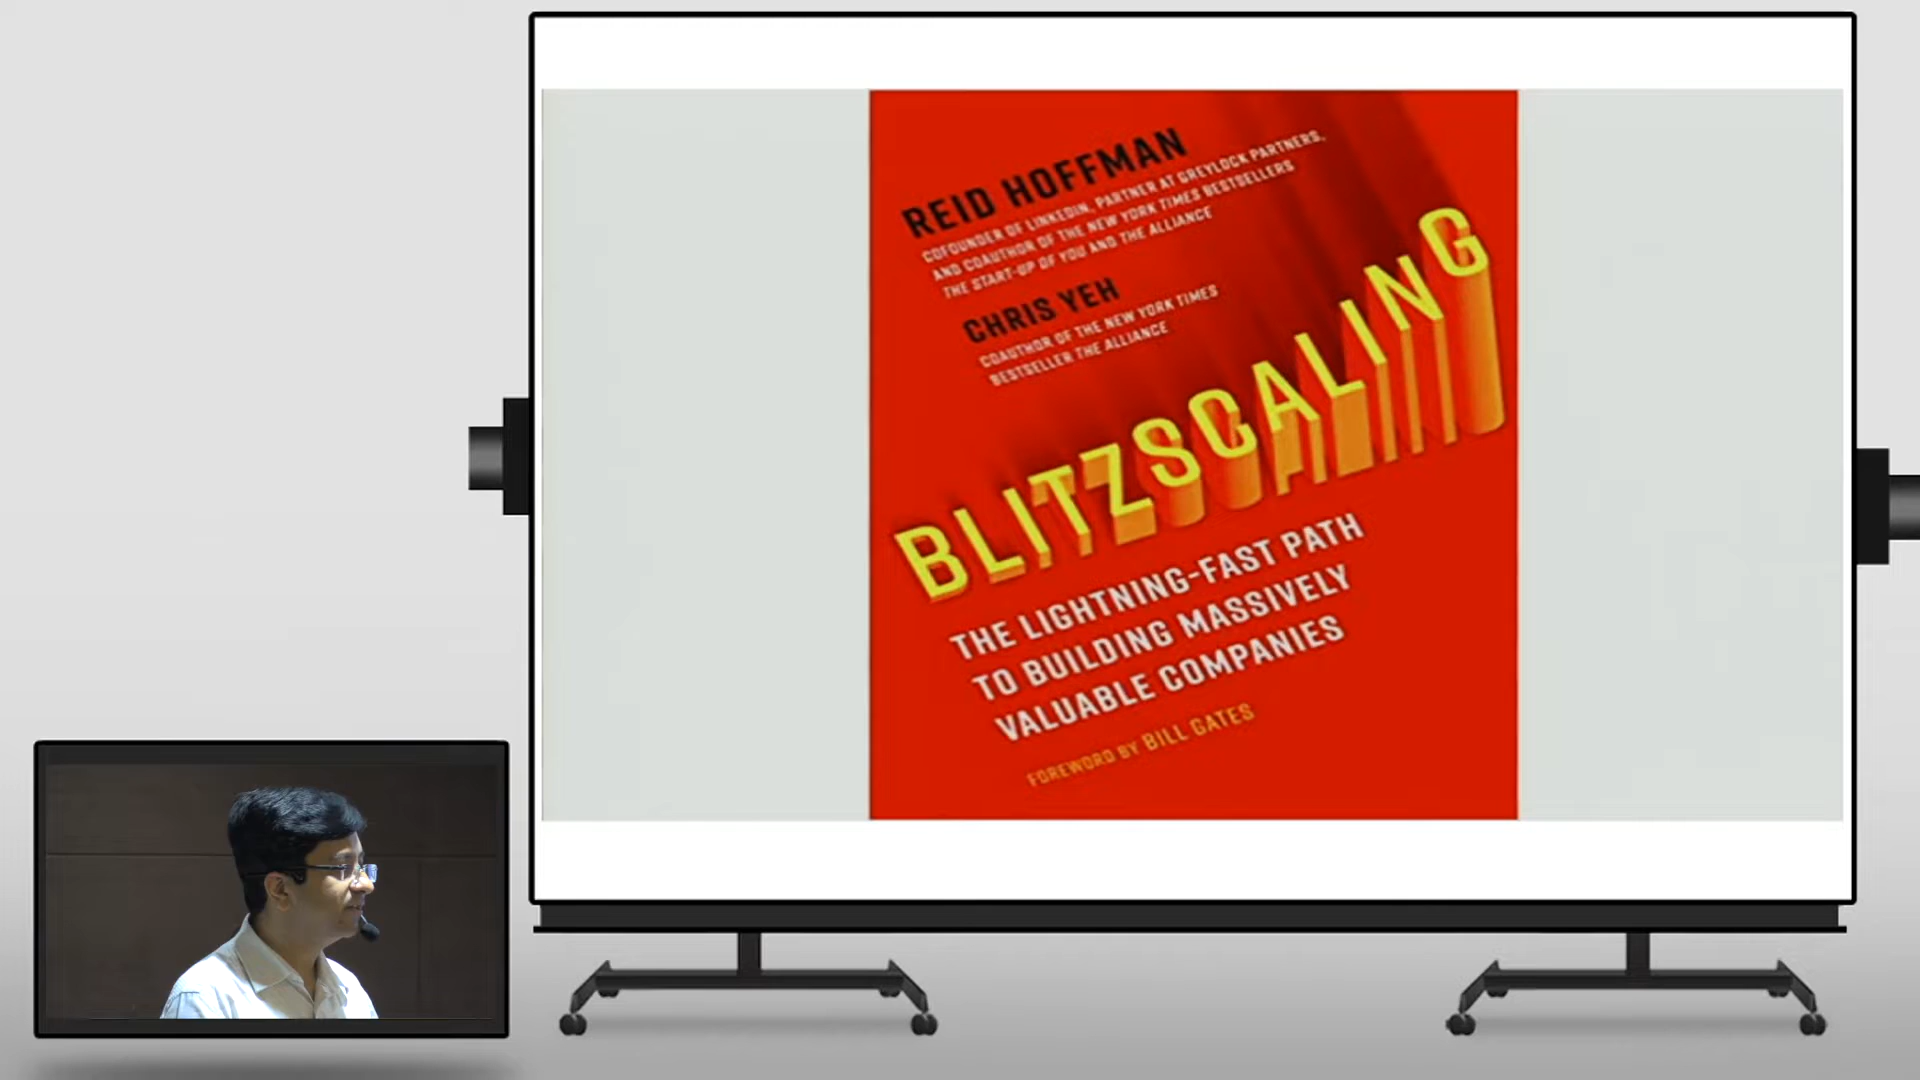 REID HOFFMAN
COFOUNDER OF LINKEDIN, PARTNER AT GREYLOCK PARTNERS,
AND COAUTHOR OF THE NEW YORK TIMES BESTSELLERS
THE START-UP OF YOU AND THE ALLIANCE
CHRIS YEH
COAUTHOR OF THE NEW YORK TIMES
BESTSELLER THE ALLIANCE
BLITZSCALING
THE LIGHTNING-FAST PATH
TO BUILDING MASSIVELY
VALUABLE COMPANIES
FOREWORD BY BILL GATES